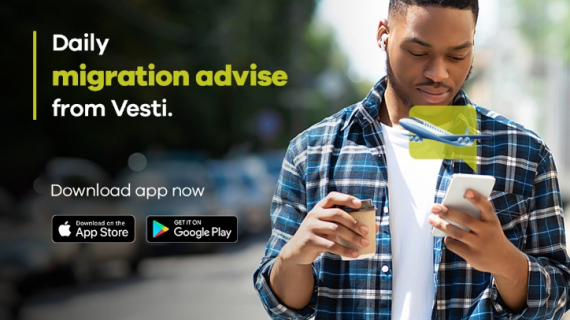 Daily
migration advise
from Vesti.
Download app now
Download on the
App Store
GET IT ON
Google Play